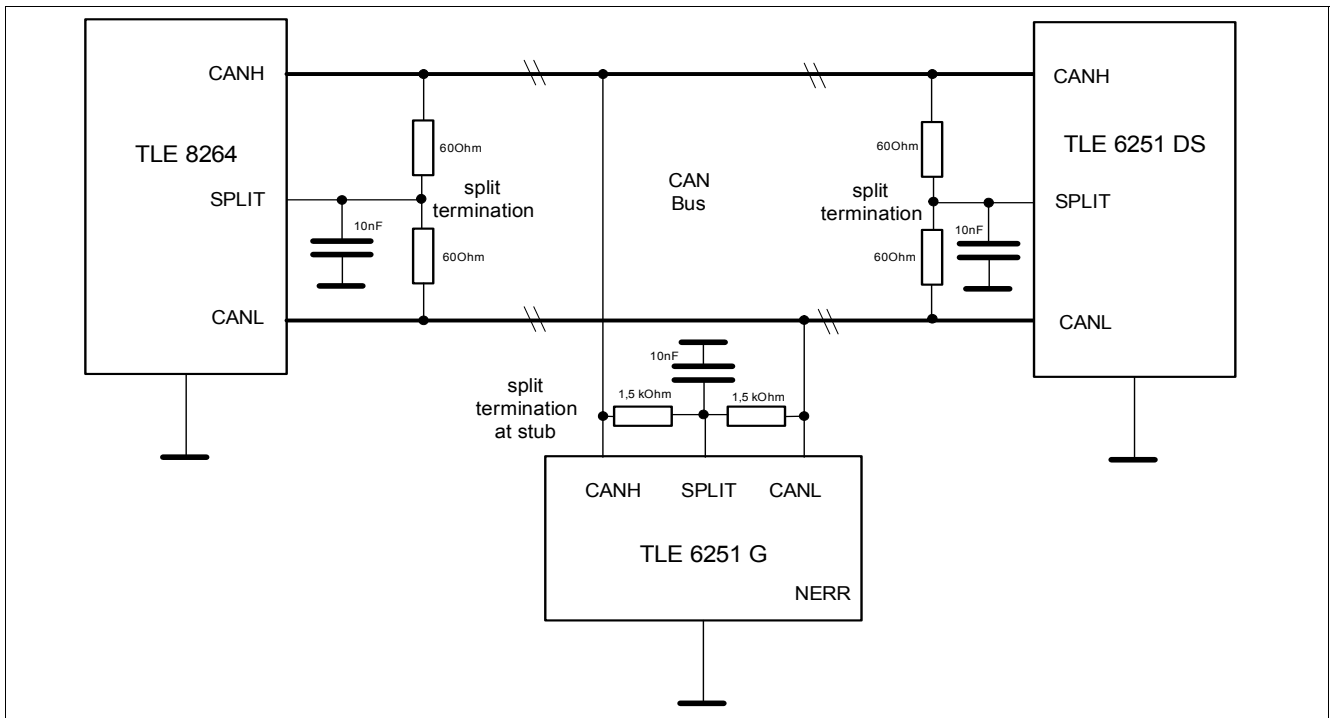 CANH
TLE 8264
SPLIT
CANL
60Ohm
split
termination
10nF
60Ohm
CAN
Bus
60Ohm
split
termination
10nF
60Ohm
CANH
TLE 6251 DS
SPLIT
CANL
split
termination
at stub
10nF
1,5 kOhm
1,5 kOhm
CANH SPLIT CANL
TLE 6251 G
NERR